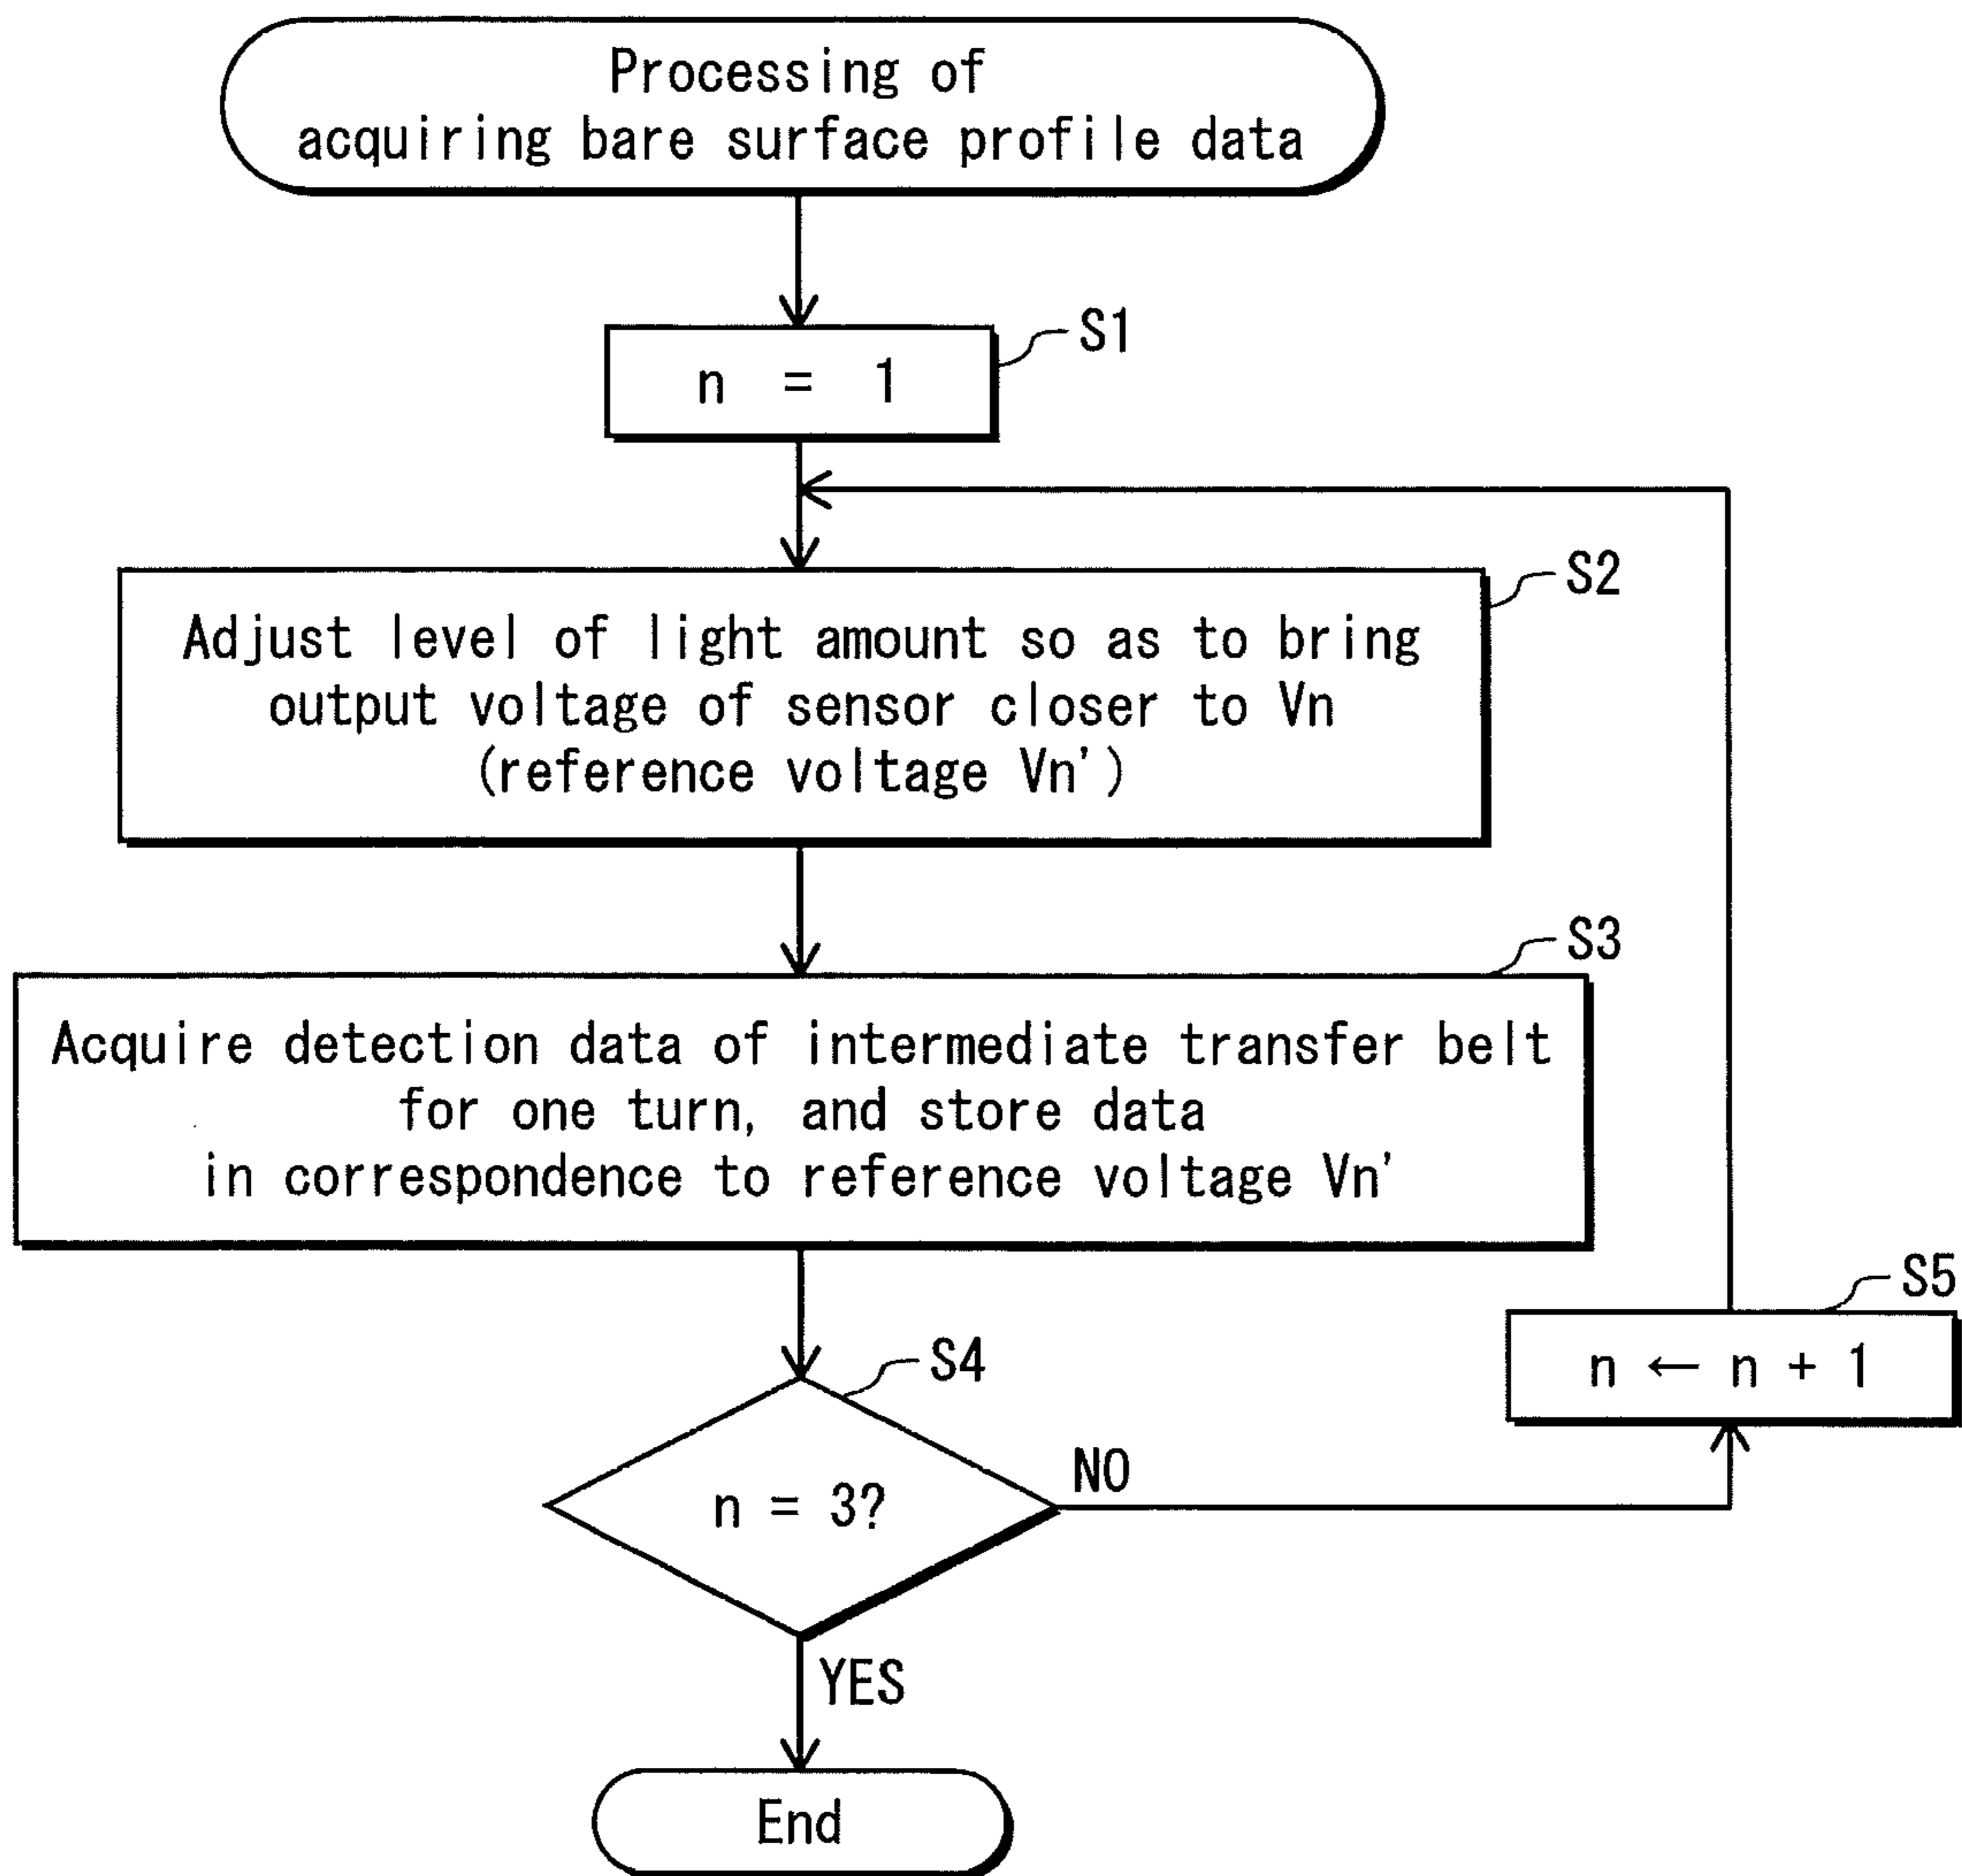 Processing of
acquiring bare surface profile data
S1
n = 1
S2
Adjust level of light amount so as to bring
output voltage of sensor closer to Vn
(reference voltage Vn')
S3
Acquire detection data of intermediate transfer belt
for one turn, and store data
in correspondence to reference voltage Vn'
S5
n ← n + 1
S4
n = 3?
NO
YES
End